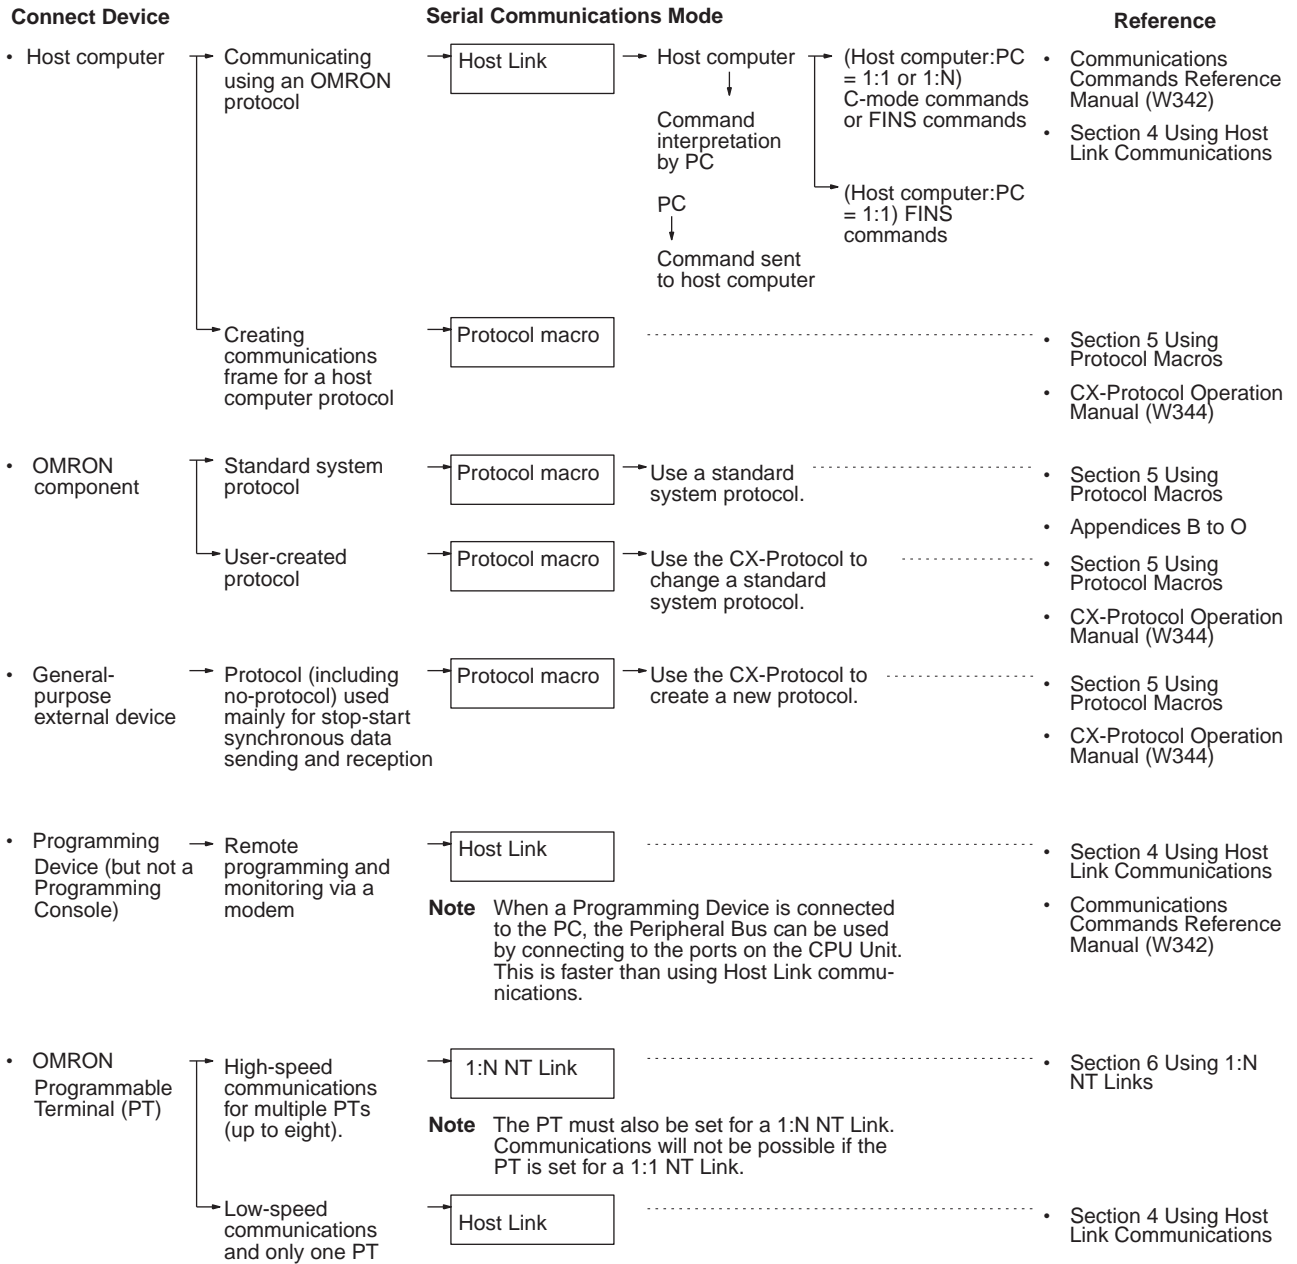 Connect Device
Serial Communications Mode
Reference
• Host computer
Communicating
using an OMRON
protocol
Host Link
Host computer
Command
interpretation
by PC
PC
Command sent
to host computer
(Host computer:PC
= 1:1 or 1:N)
C-mode commands
or FINS commands
(Host computer:PC
= 1:1) FINS
commands
• Communications
Commands Reference
Manual (W342)
• Section 4 Using Host
Link Communications
Creating
communications
frame for a host
computer protocol
Protocol macro
• Section 5 Using
Protocol Macros
• CX-Protocol Operation
Manual (W344)
• OMRON
component
Standard system
protocol
Protocol macro
Use a standard
system protocol.
• Section 5 Using
Protocol Macros
• Appendices B to O
User-created
protocol
Protocol macro
Use the CX-Protocol to
change a standard
system protocol.
• Section 5 Using
Protocol Macros
• CX-Protocol Operation
Manual (W344)
• General-
purpose
external device
Protocol (including
no-protocol) used
mainly for stop-start
synchronous data
sending and reception
Protocol macro
Use the CX-Protocol to
create a new protocol.
• Section 5 Using
Protocol Macros
• CX-Protocol Operation
Manual (W344)
• Programming
Device (but not a
Programming
Console)
Remote
programming and
monitoring via a
modem
Host Link
Note When a Programming Device is connected
to the PC, the Peripheral Bus can be used
by connecting to the ports on the CPU Unit.
This is faster than using Host Link commu-
nications.
• Section 4 Using Host
Link Communications
• Communications
Commands Reference
Manual (W342)
• OMRON
Programmable
Terminal (PT)
High-speed
communications
for multiple PTs
(up to eight).
1:N NT Link
Note The PT must also be set for a 1:N NT Link.
Communications will not be possible if the
PT is set for a 1:1 NT Link.
• Section 6 Using 1:N
NT Links
Low-speed
communications
and only one PT
Host Link
• Section 4 Using Host
Link Communications